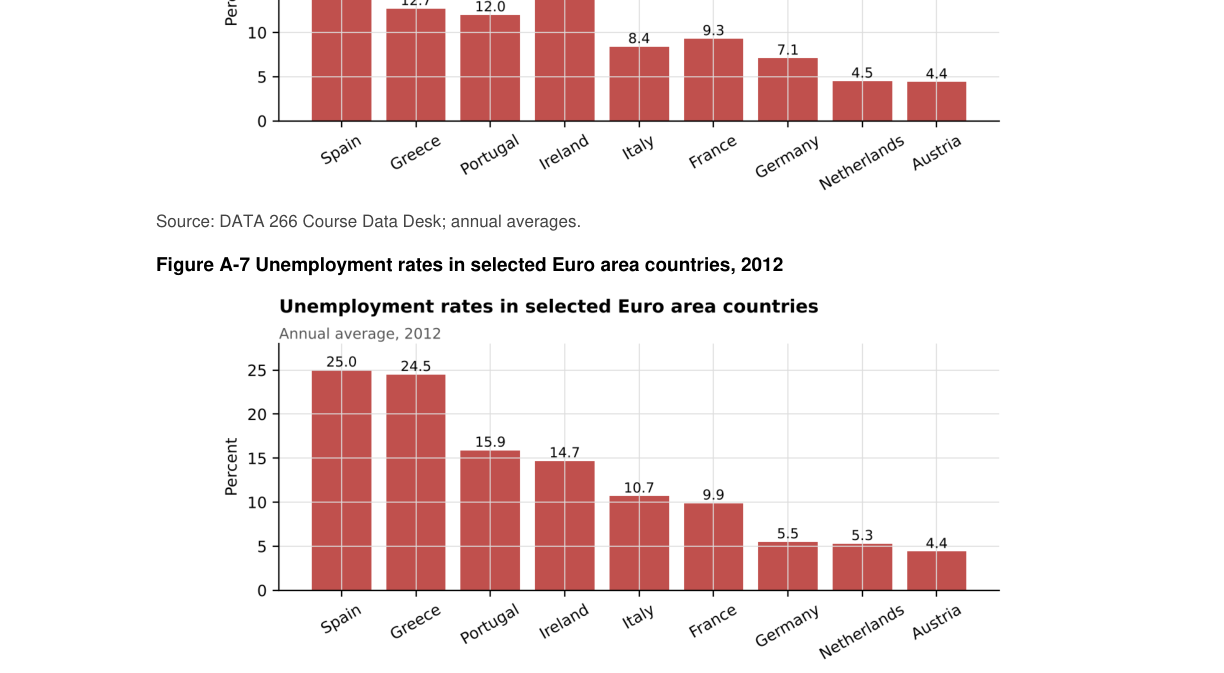 12.7
12.0
8.4
9.3
7.1
4.5
4.4
10
5
0
Spain
Greece
Portugal
Ireland
Italy
France
Germany
Netherlands
Austria
Source: DATA 266 Course Data Desk; annual averages.
Figure A-7 Unemployment rates in selected Euro area countries, 2012
Unemployment rates in selected Euro area countries
Annual average, 2012
Percent
25
20
15
10
5
0
25.0
24.5
15.9
14.7
10.7
9.9
5.5
5.3
4.4
Spain
Greece
Portugal
Ireland
Italy
France
Germany
Netherlands
Austria